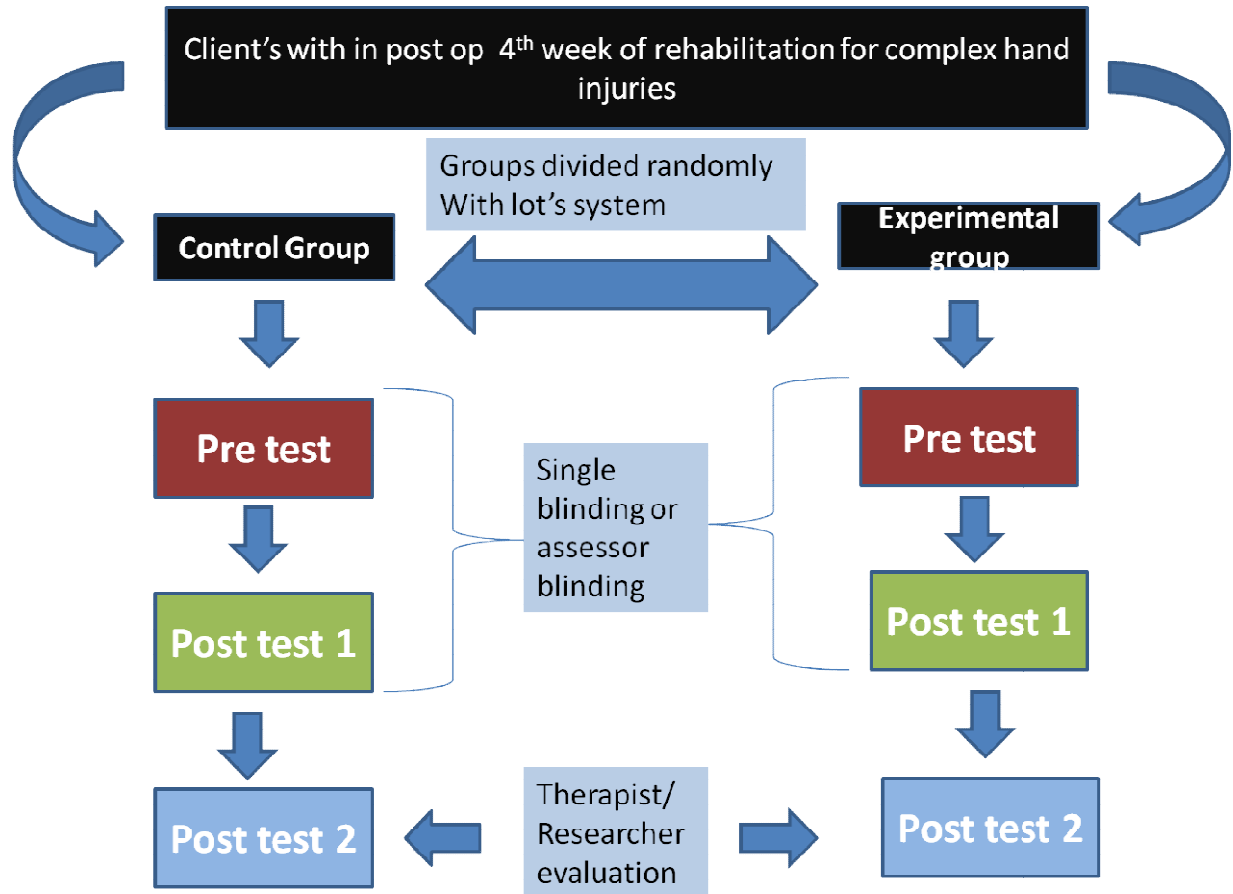 Client's with in post op 4th week of rehabilitation for complex hand
injuries
Groups divided randomly
With lot's system
Control Group
Experimental
group
Pre test
Pre test
Single
blinding or
assessor
blinding
Post test 1
Post test 1
Post test 2
Therapist/
Researcher
evaluation
Post test 2